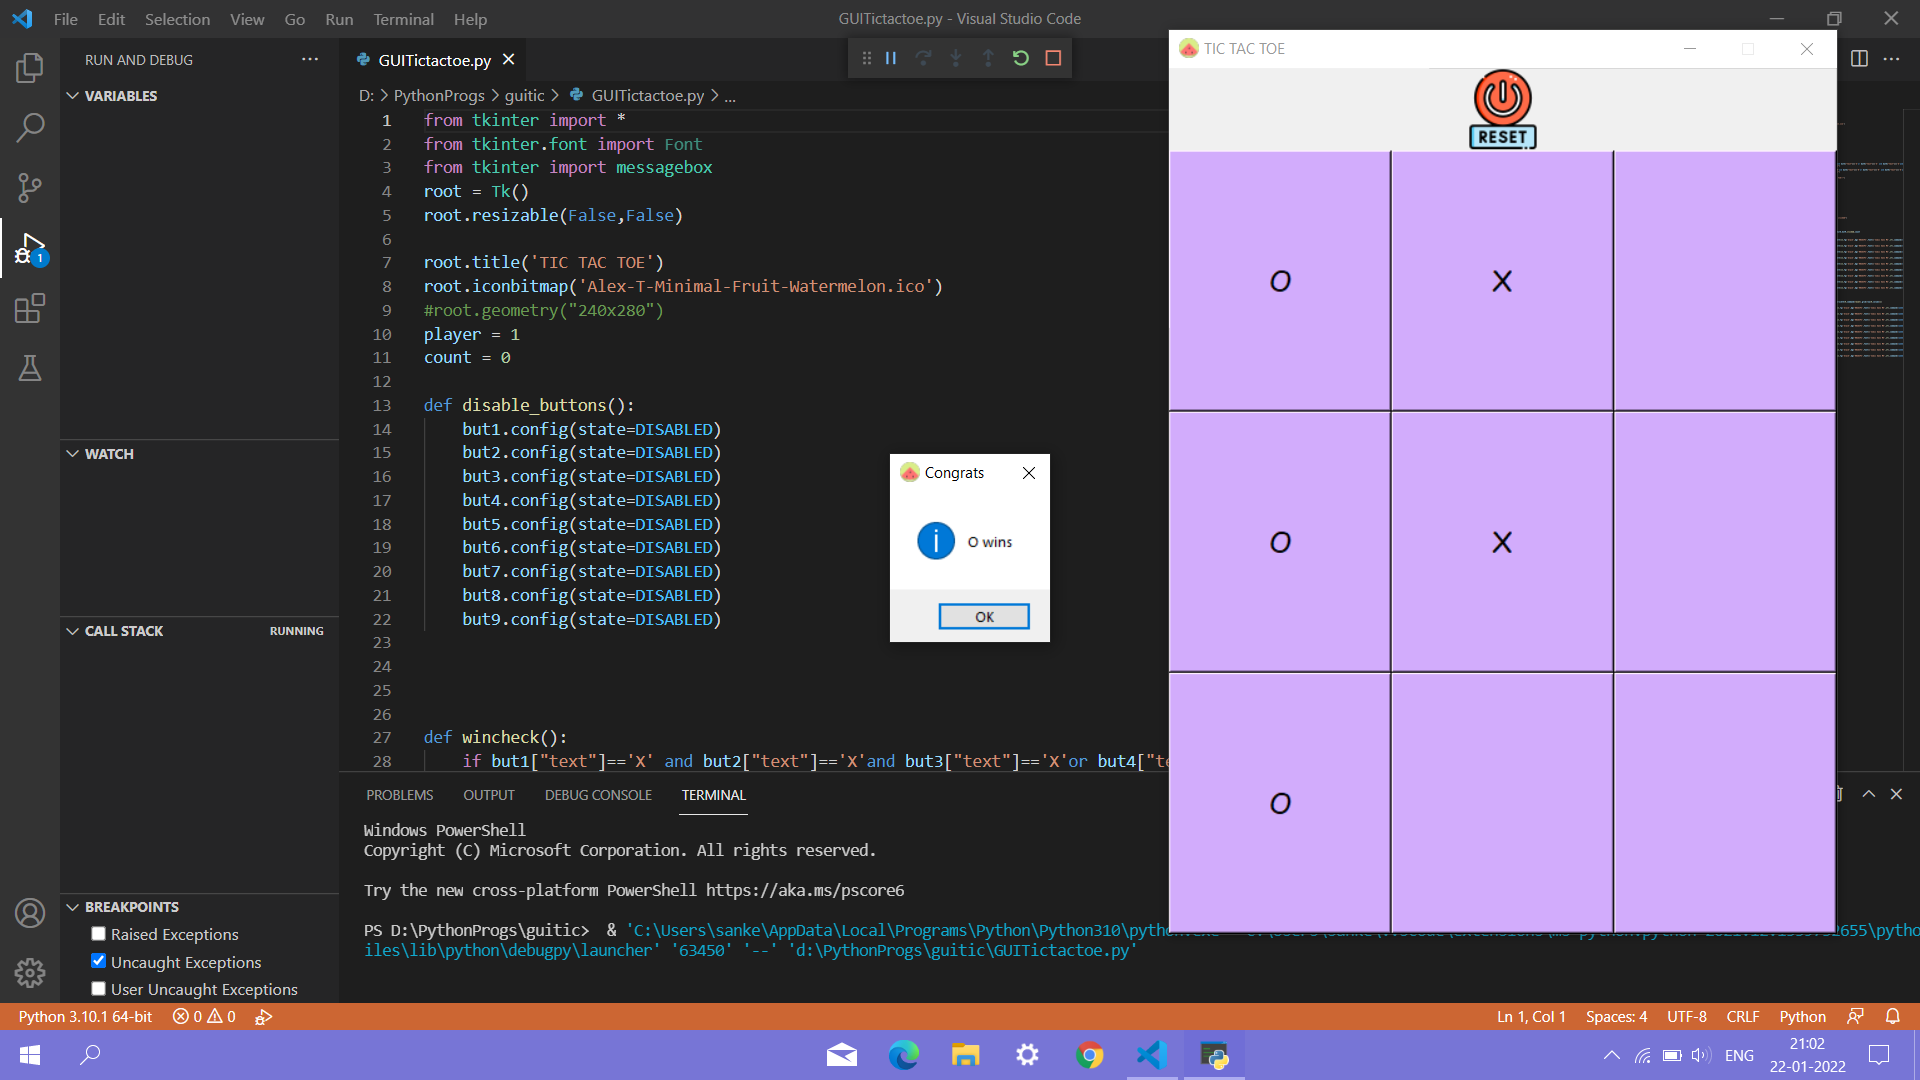 File Edit Selection View Go Run Terminal Help
GUITictactoe.py - Visual Studio Code
RUN AND DEBUG
VARIABLES
WATCH
CALL STACK
RUNNING
BREAKPOINTS
Raised Exceptions
Uncaught Exceptions
User Uncaught Exceptions
1
GUITictactoe.py
D: > PythonProgs > guitic > GUITictactoe.py > ...
1 from tkinter import *
2 from tkinter.font import Font
3 from tkinter import messagebox
4 root = Tk()
5 root.resizable(False,False)
6
7 root.title('TIC TAC TOE')
8 root.iconbitmap('Alex-T-Minimal-Fruit-Watermelon.ico')
9 #root.geometry("240x280")
10 player = 1
11 count = 0
12
13 def disable_buttons():
14 but1.config(state=DISABLED)
15 but2.config(state=DISABLED)
16 but3.config(state=DISABLED)
17 but4.config(state=DISABLED)
18 but5.config(state=DISABLED)
19 but6.config(state=DISABLED)
20 but7.config(state=DISABLED)
21 but8.config(state=DISABLED)
22 but9.config(state=DISABLED)
23
24
25
26
27 def wincheck():
28 if but1["text"]=='X' and but2["text"]=='X'and but3["text"]=='X'or but4["te
Congrats
O wins
OK
TIC TAC TOE
RESET
O X
O X
O
PROBLEMS OUTPUT DEBUG CONSOLE TERMINAL
Windows PowerShell
Copyright (C) Microsoft Corporation. All rights reserved.
Try the new cross-platform PowerShell https://aka.ms/pscore6
PS D:\PythonProgs\guitic> & 'C:\Users\sanke\AppData\Local\Programs\Python\Python310\
iles\lib\python\debugpy\launcher' '63450' '--' 'd:\PythonProgs\guitic\GUITictactoe.py'
Python 3.10.1 64-bit 0 0
Ln 1, Col 1 Spaces: 4 UTF-8 CRLF Python
ENG
21:02
22-01-2022